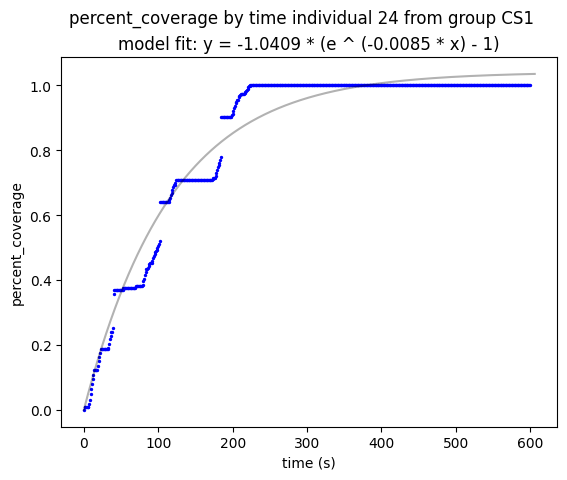 percent_coverage by time individual 24 from group CS1
model fit: y = -1.0409 * (e ^ (-0.0085 * x) - 1)
percent_coverage
1.0
0.8
0.6
0.4
0.2
0.0
0 100 200 300 400 500 600
time (s)